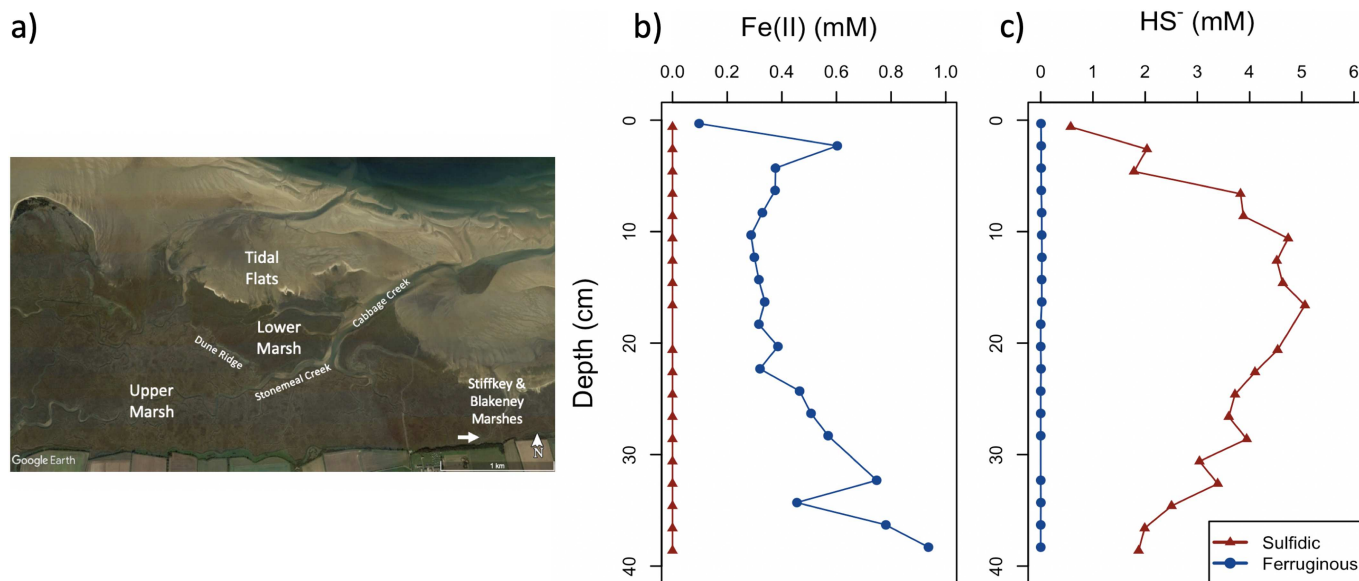 a)
Tidal
Flats
Cabbage Creek
Lower
Marsh
Dune Ridge
Stonemeal Creek
Upper
Marsh
Stiffkey &
Blakeney
Marshes
N
Google Earth
1 km
b)
Fe(II) (mM)
0.0 0.2 0.4 0.6 0.8 1.0
Depth (cm)
0
10
20
30
40
c)
HS⁻ (mM)
0 1 2 3 4 5 6
0
10
20
30
40
Sulfidic
Ferruginous